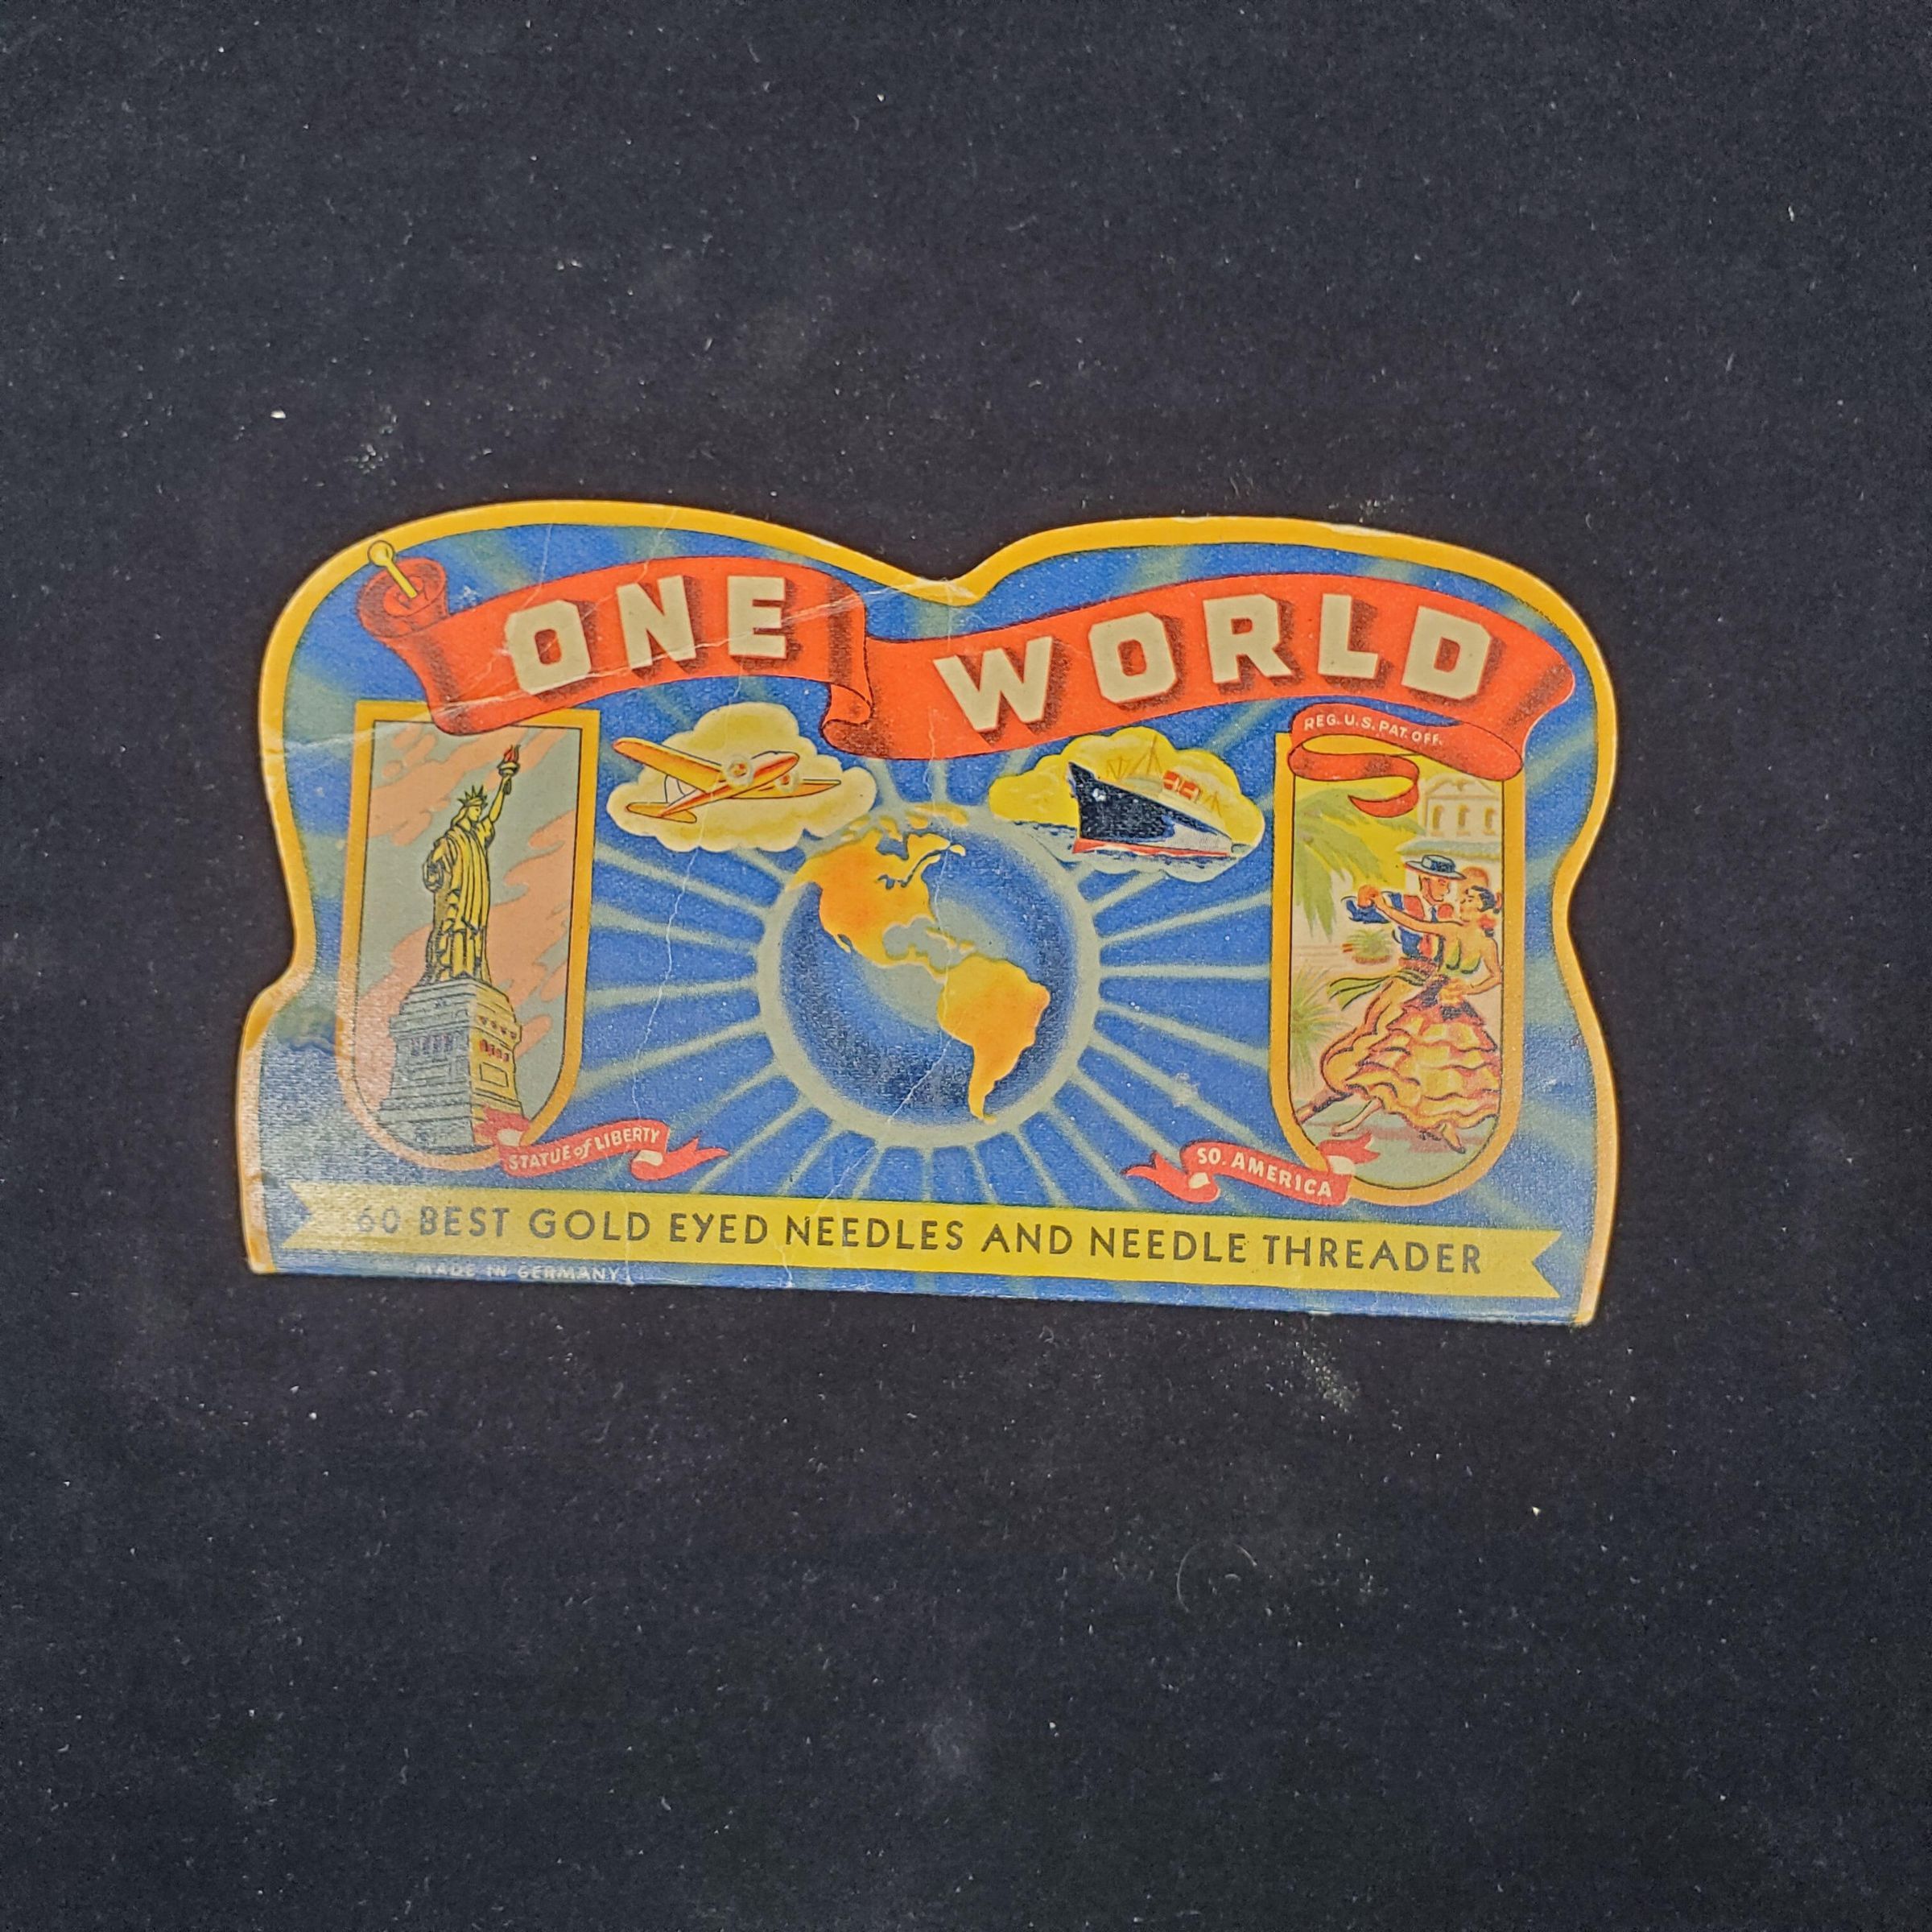 ONE WORLD
REG. U.S. PAT. OFF.
STATUE of LIBERTY
SO. AMERICA
60 BEST GOLD EYED NEEDLES AND NEEDLE THREADER
MADE IN GERMANY